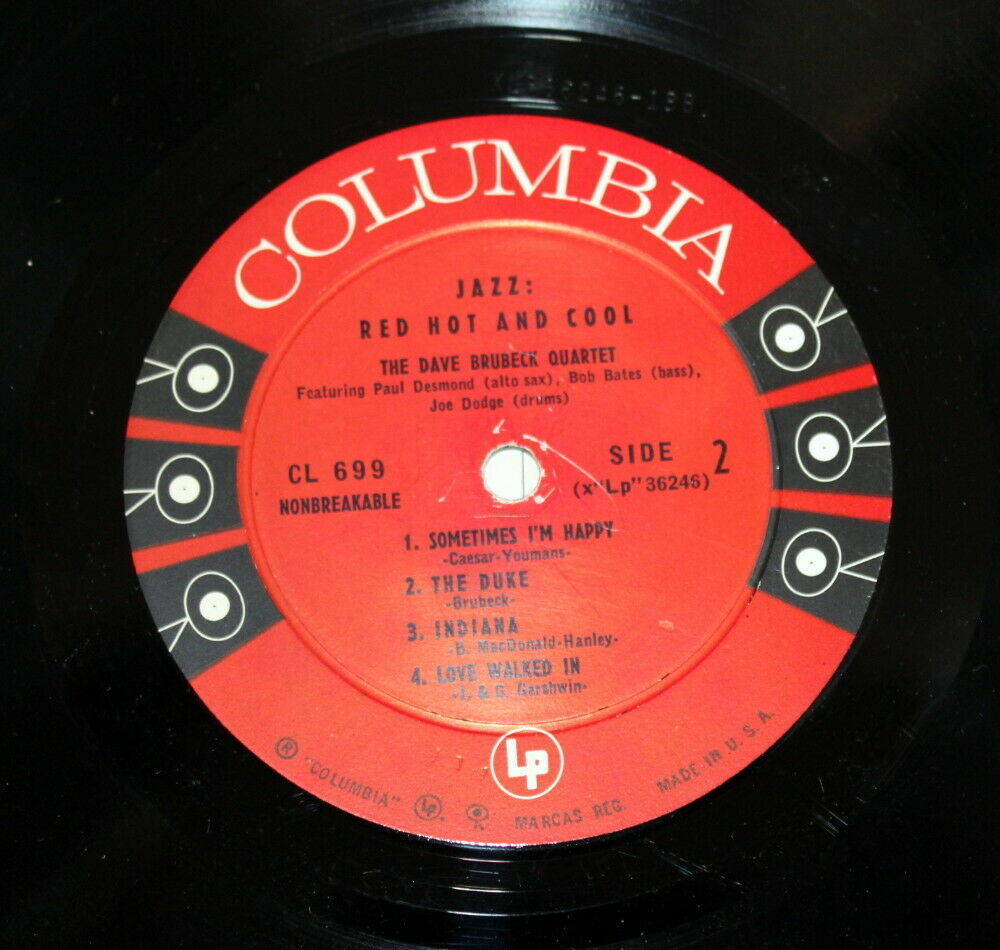 COLUMBIA
JAZZ:
RED HOT AND COOL
THE DAVE BRUBECK QUARTET
Featuring Paul Desmond (alto sax), Bob Bates (bass),
Joe Dodge (drums)
CL 699
NONBREAKABLE
SIDE 2
(x"Lp"36246)
1. SOMETIMES I'M HAPPY
-Caesar-Youmans-
2. THE DUKE
-Brubeck-
3. INDIANA
-B. MacDonald-Hanley-
4. LOVE WALKED IN
-I. & G. Gershwin-
LP
® "COLUMBIA" LP MARCAS REG. MADE IN U.S.A.